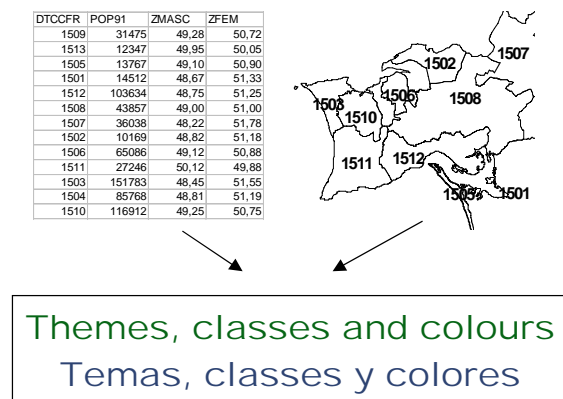 DTCCFR POP91 ZMASC ZFEM
1509 31475 49,28 50,72
1513 12347 49,95 50,05
1505 13767 49,10 50,90
1501 14512 48,67 51,33
1512 103634 48,75 51,25
1508 43857 49,00 51,00
1507 36038 48,22 51,78
1502 10169 48,82 51,18
1506 65086 49,12 50,88
1511 27246 50,12 49,88
1503 151783 48,45 51,55
1504 85768 48,81 51,19
1510 116912 49,25 50,75
1507
1502
1506
1508
1503
1510
1511
1512
1505
1501
Themes, classes and colours
Temas, classes y colores